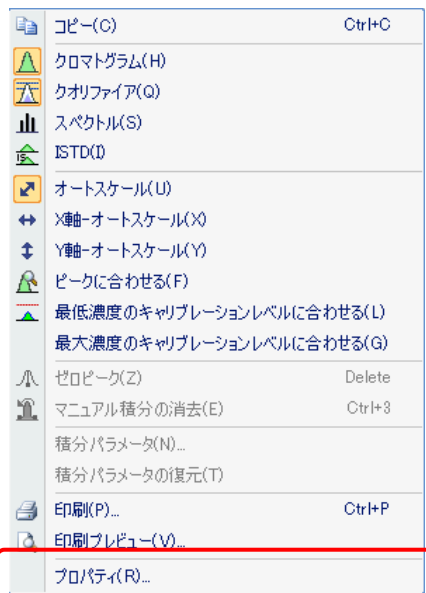 コピー(C) Ctrl+C
クロマトグラム(H)
クオリファイア(Q)
スペクトル(S)
ISTD(I)
オートスケール(U)
X軸-オートスケール(X)
Y軸-オートスケール(Y)
ピークに合わせる(F)
最低濃度のキャリブレーションレベルに合わせる(L)
最大濃度のキャリブレーションレベルに合わせる(G)
ゼロピーク(Z) Delete
マニュアル積分の消去(E) Ctrl+3
積分パラメータ(N)...
積分パラメータの復元(T)
印刷(P)... Ctrl+P
印刷プレビュー(V)...
プロパティ(R)...